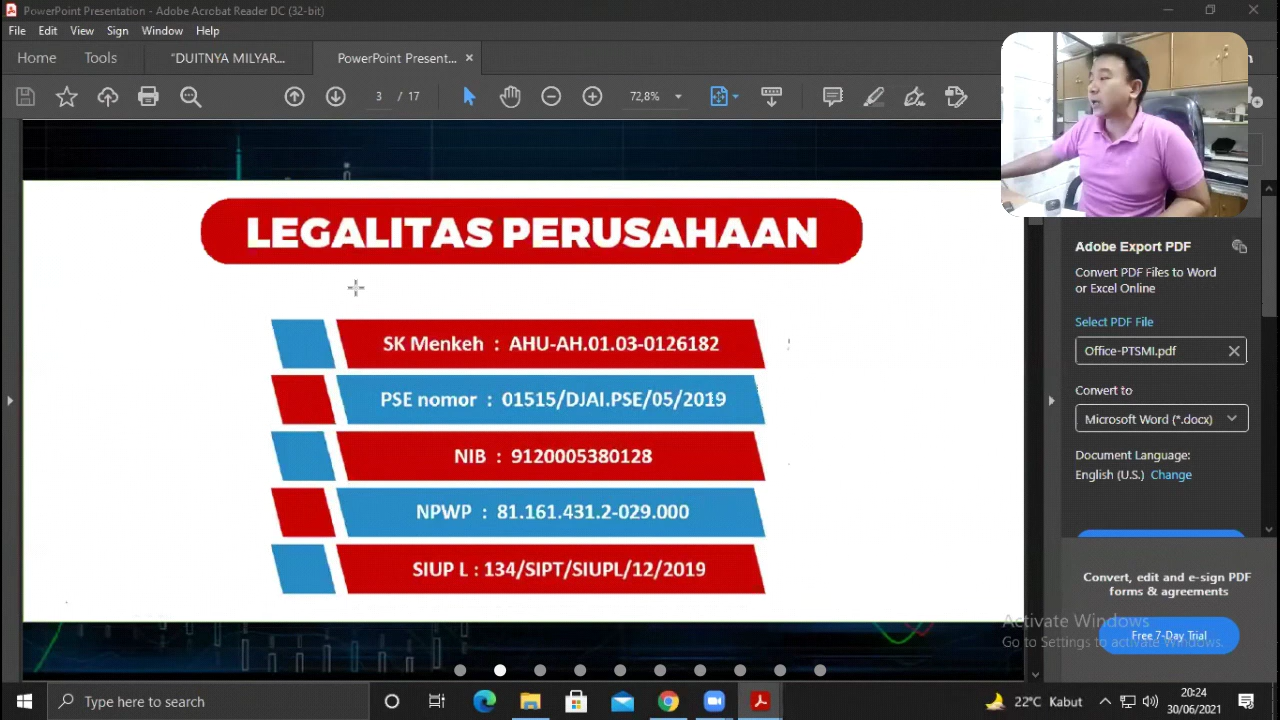 PowerPoint Presentation - Adobe Acrobat Reader DC (32-bit)
File Edit View Window Help
Home Tools "DUITNYA MILYAR... PowerPoint Present... ×
3 / 17 72,8%
LEGALITAS PERUSAHAAN
SK Menkeh : AHU-AH.01.03-0126182
PSE nomor : 01515/DJAI.PSE/05/2019
NIB : 9120005380128
NPWP : 81.161.431.2-029.000
SIUP L : 134/SIPT/SIUPL/12/2019
Adobe Export PDF
Convert PDF Files to Word
or Excel Online
Select PDF File
Office-PTSMI.pdf
Convert to
Microsoft Word (*.docx)
Document Language:
English (U.S.) Change
Convert, edit and e-sign PDF
forms & agreements
Free 7-Day Trial
Activate Windows
Go to Settings to activate Windows.
Type here to search
22°C Kabut
20:24
30/06/2021